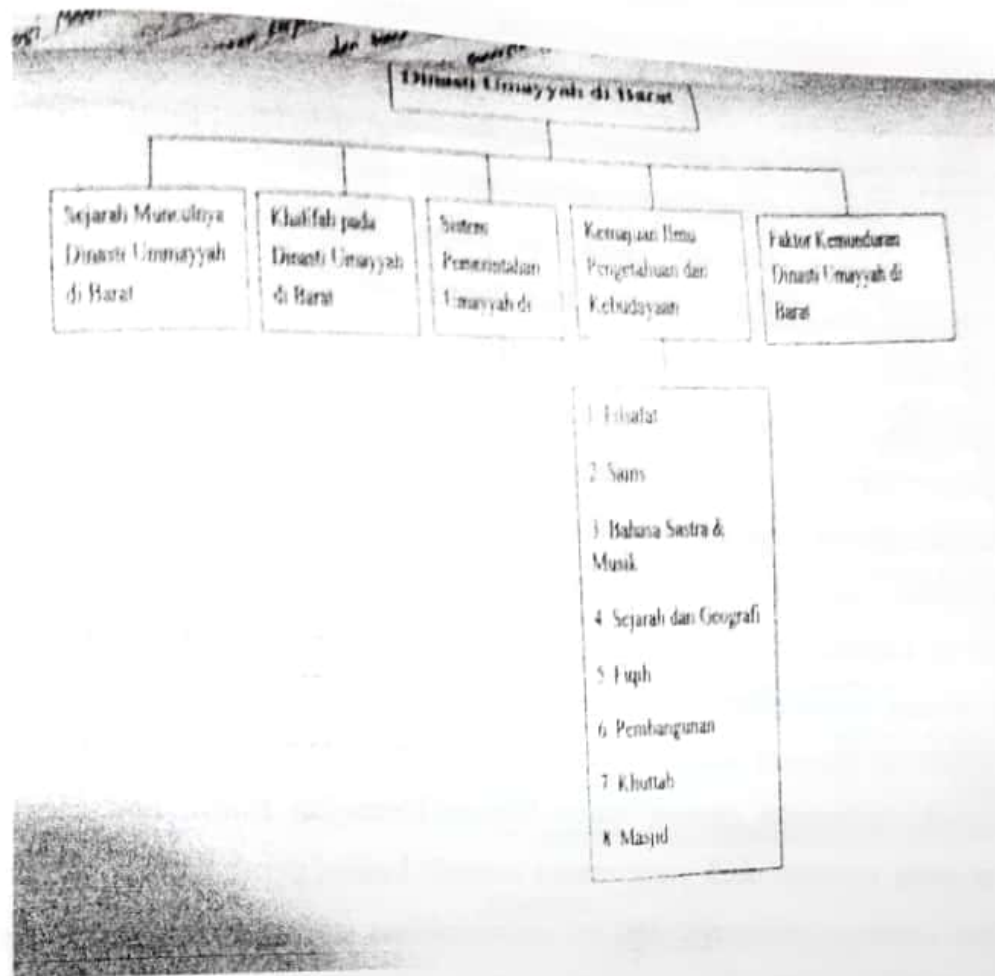 dan
Dinasti Umayyah di Barat
Sejarah Munculnya
Dinasti Ummayyah
di Barat
Khalifah pada
Dinasti Umayyah
di Barat
Sistem
Pemerintahan
Umayyah di
Kemajuan Ilmu
Pengetahuan dan
Kebudayaan
Faktor Kemunduran
Dinasti Umayyah di
Barat
1 Filsafat
2 Sains
3 Bahasa Sastra &
Musik
4 Sejarah dan Geografi
5 Fiqih
6 Pembangunan
7 Khuttab
8 Masjid